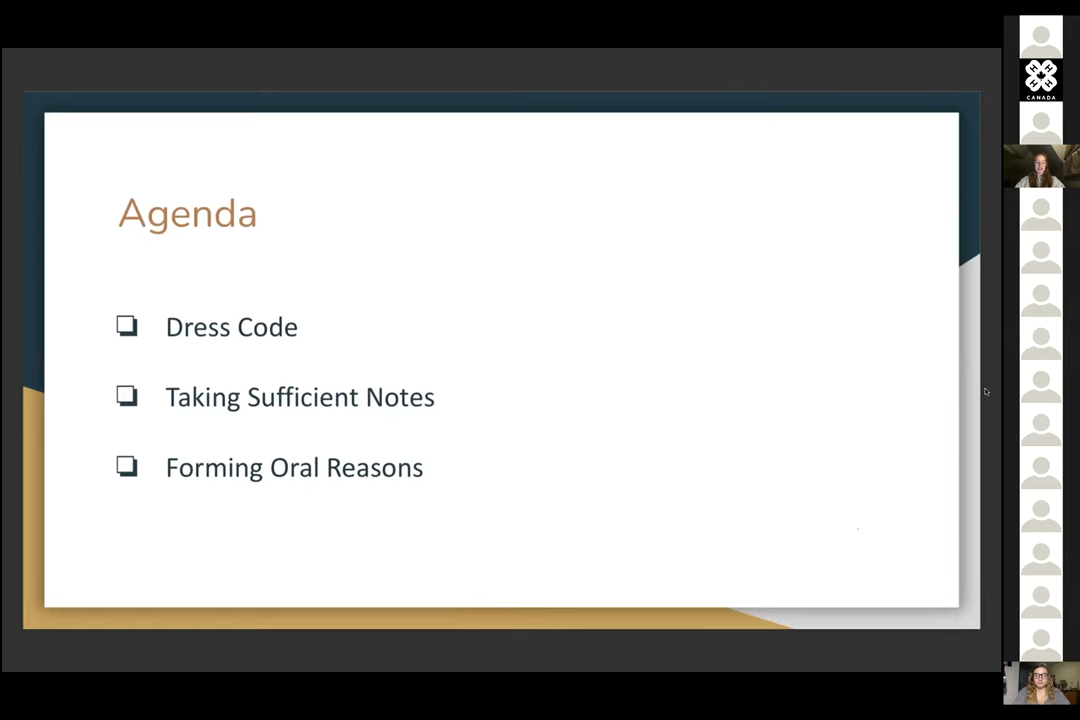 Agenda
Dress Code
Taking Sufficient Notes
Forming Oral Reasons
H H
H H
CANADA